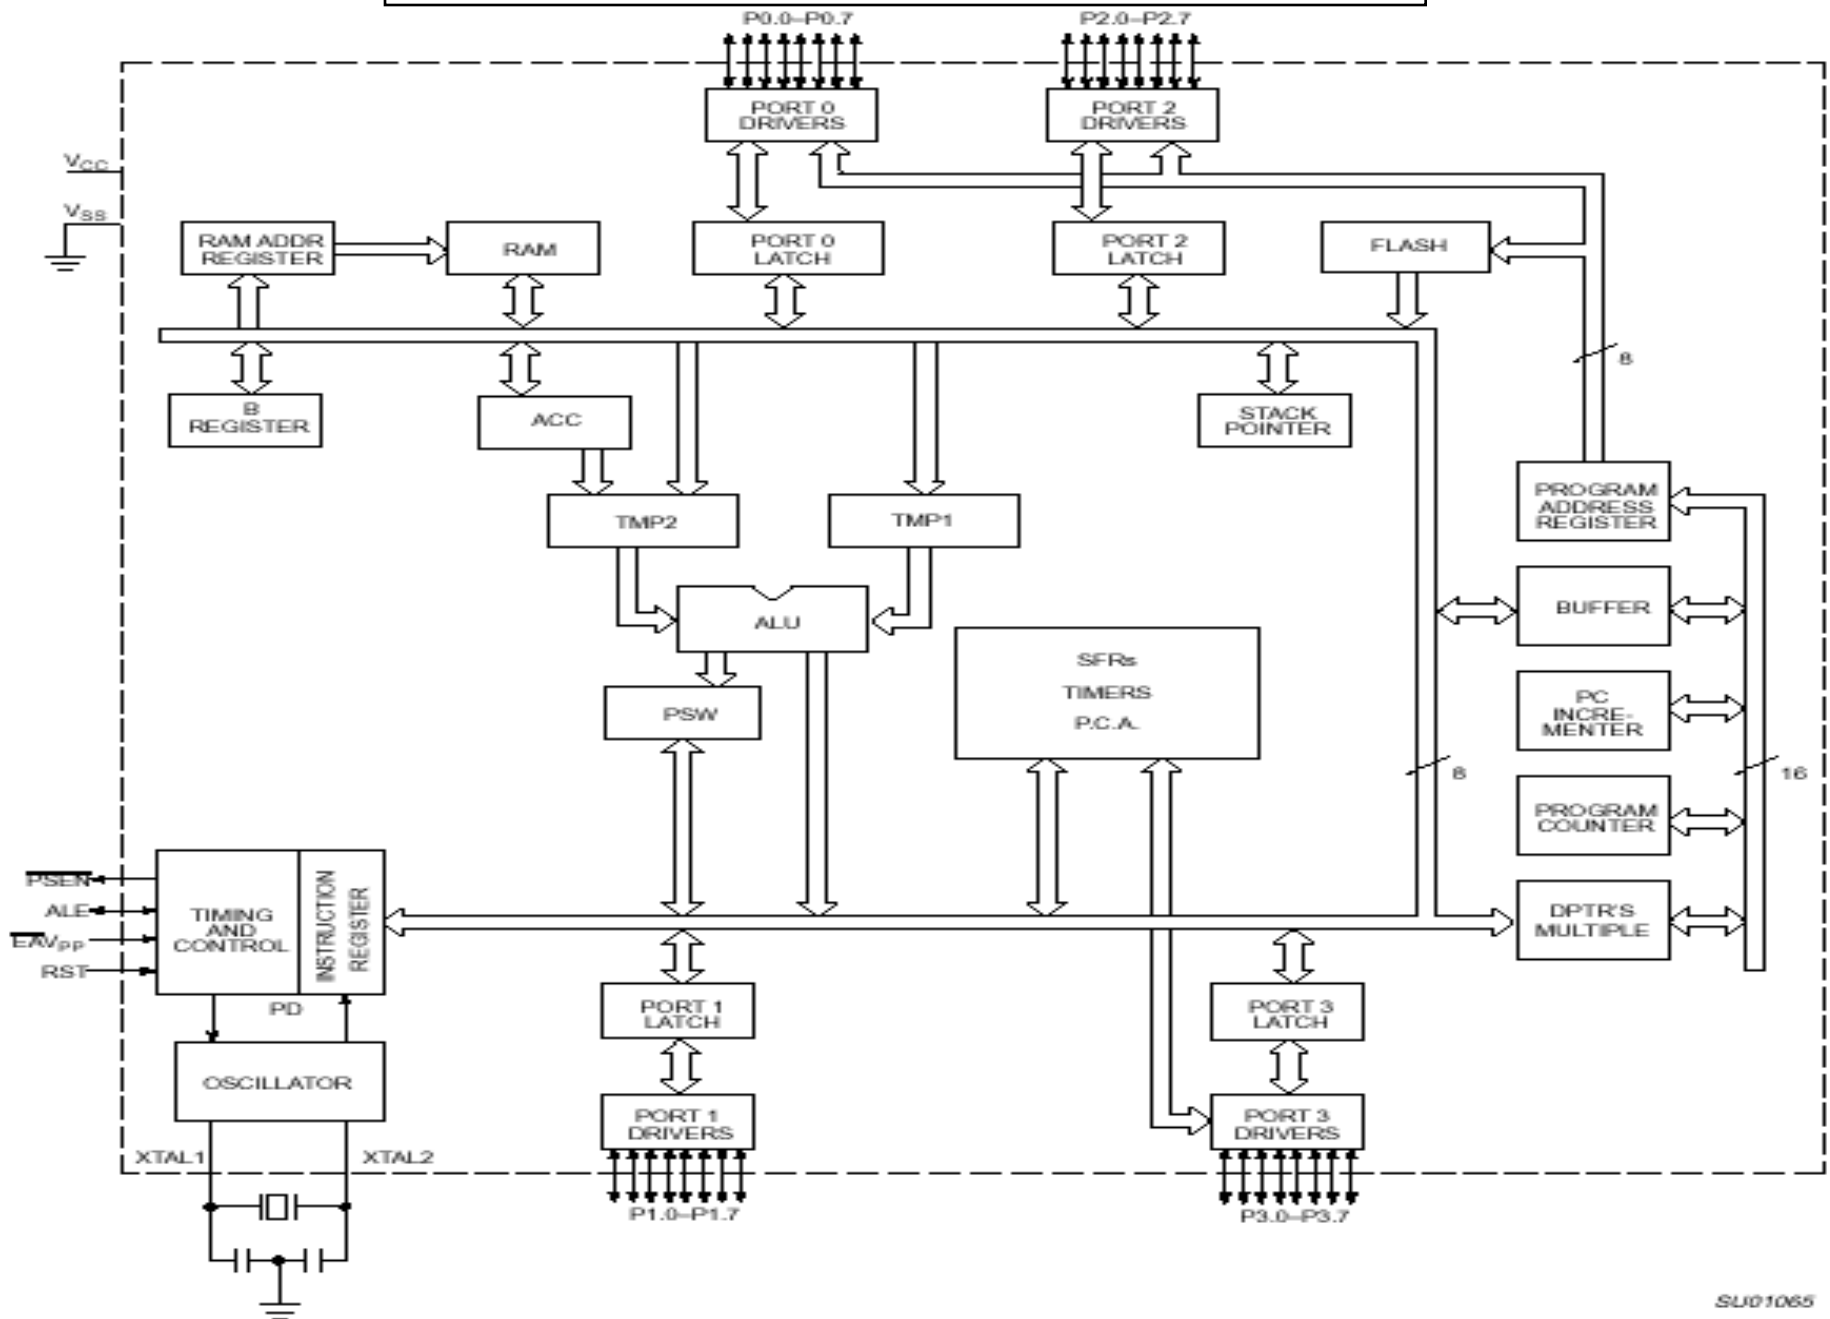 P0.0–P0.7
P2.0–P2.7
PORT 0
DRIVERS
PORT 2
DRIVERS
VCC
VSS
RAM ADDR
REGISTER
RAM
PORT 0
LATCH
PORT 2
LATCH
FLASH
8
B
REGISTER
ACC
STACK
POINTER
TMP2
TMP1
PROGRAM
ADDRESS
REGISTER
ALU
BUFFER
SFRs
TIMERS
P.C.A.
PSW
PC
INCRE-
MENTER
8
16
PROGRAM
COUNTER
PSEN
ALE
EAVPP
RST
TIMING
AND
CONTROL
INSTRUCTION
REGISTER
DPTR'S
MULTIPLE
PD
PORT 1
LATCH
PORT 3
LATCH
OSCILLATOR
PORT 1
DRIVERS
PORT 3
DRIVERS
XTAL1
XTAL2
P1.0–P1.7
P3.0–P3.7
SU01065